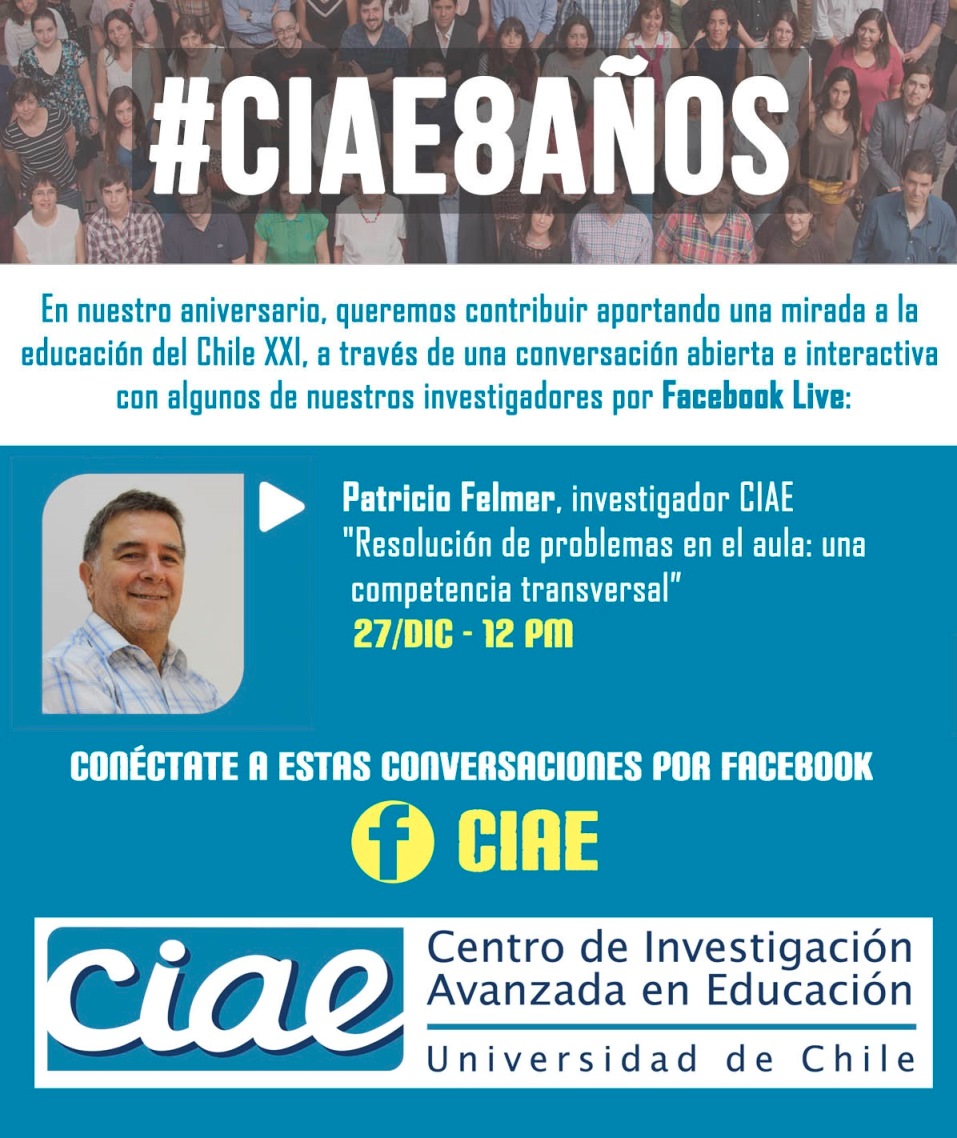 #CIAE8AÑOS
En nuestro aniversario, queremos contribuir aportando una mirada a la
educación del Chile XXI, a través de una conversación abierta e interactiva
con algunos de nuestros investigadores por Facebook Live:
Patricio Felmer, investigador CIAE
"Resolución de problemas en el aula: una
competencia transversal”
27/DIC - 12 PM
CONÉCTATE A ESTAS CONVERSACIONES POR FACEBOOK
f CIAE
ciae
Centro de Investigación
Avanzada en Educación
Universidad de Chile